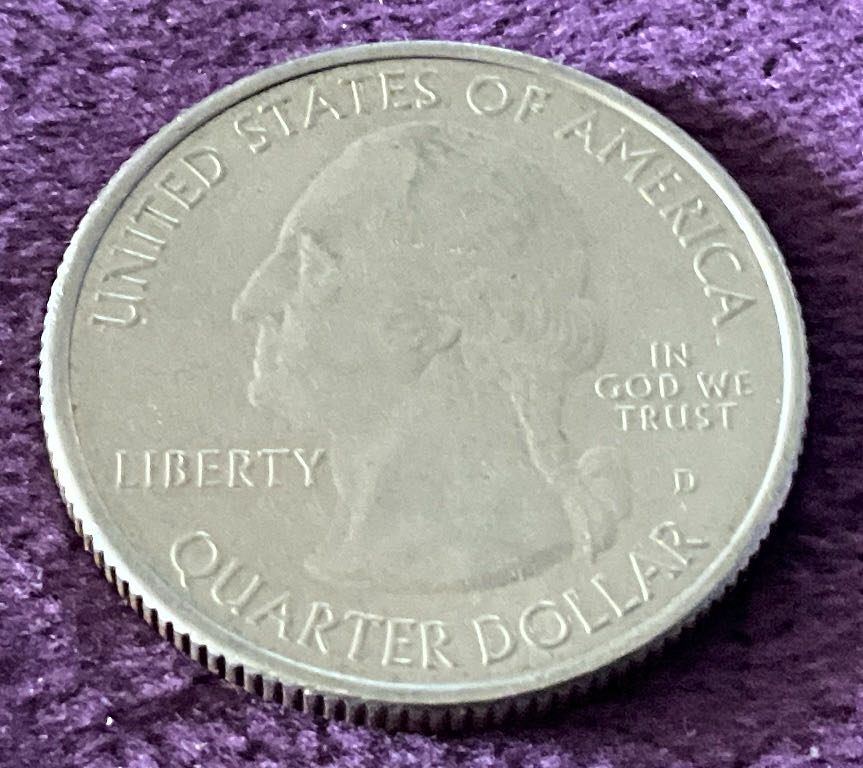 UNITED STATES OF AMERICA
IN
GOD WE
TRUST
LIBERTY
D
QUARTER DOLLAR